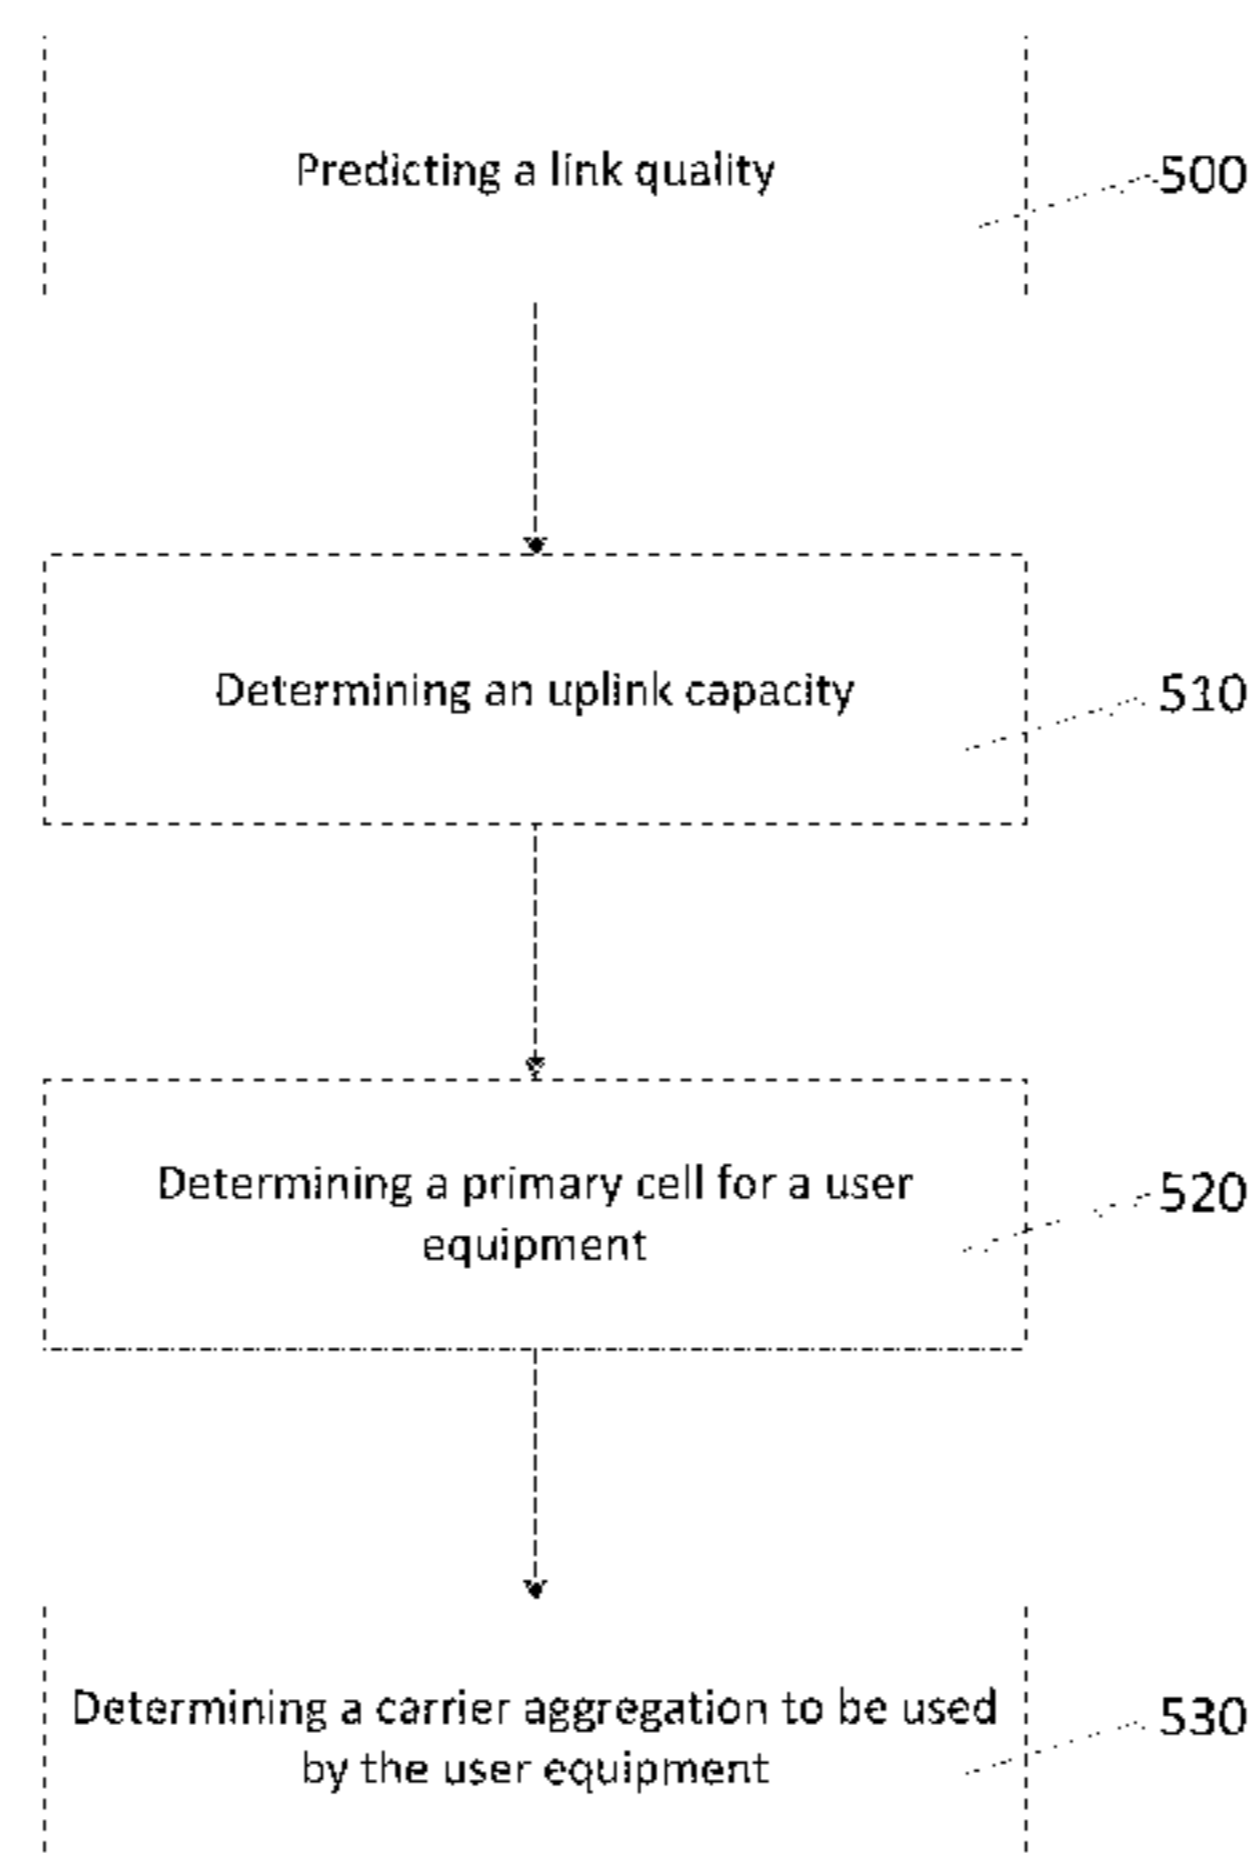 Predicting a link quality
500
Determining an uplink capacity
510
Determining a primary cell for a user
equipment
520
Determining a carrier aggregation to be used
by the user equipment
530